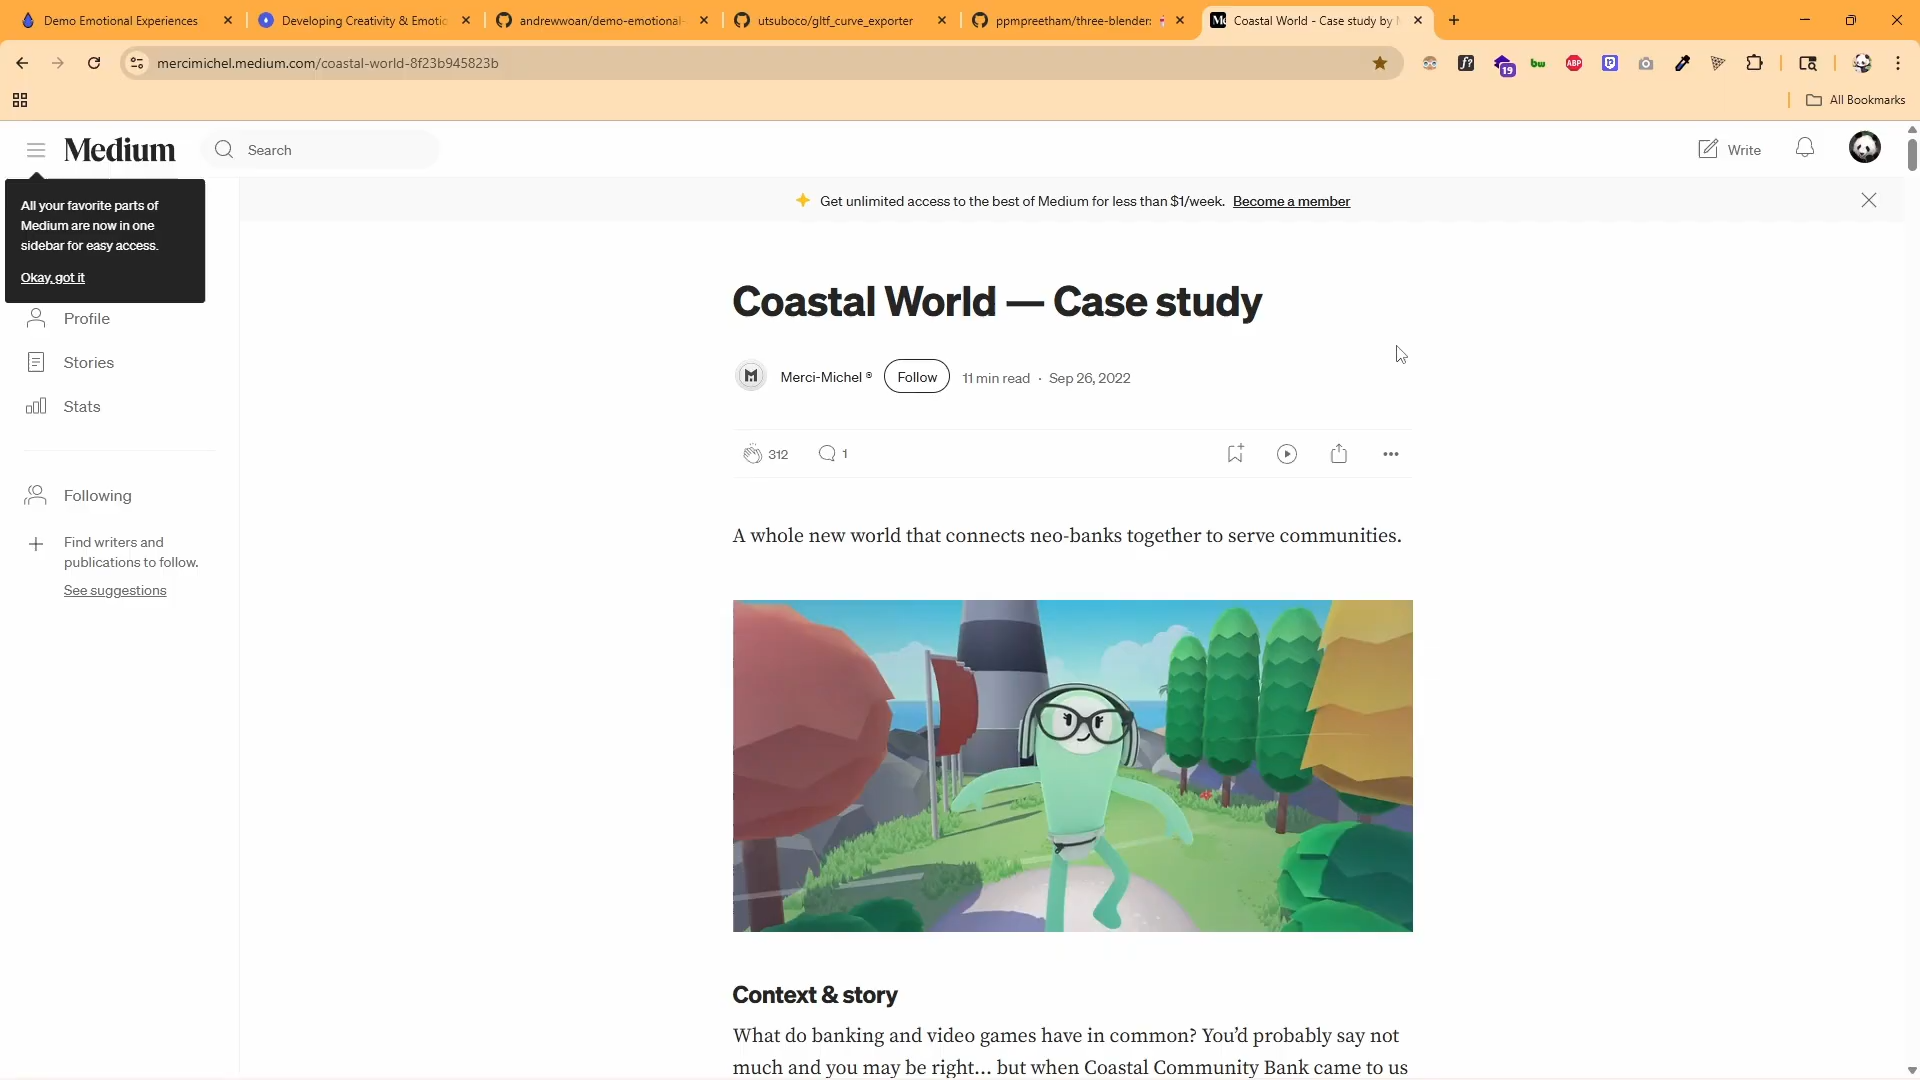 Demo Emotional Experiences
Developing Creativity & Emotic
andrewwoan/demo-emotional-
utsuboco/gltf_curve_exporter
ppmpreetham/three-blender:
Coastal World - Case study by
mercimichel.medium.com/coastal-world-8f23b945823b
f?
19
bw
ABP
All Bookmarks
Medium
Search
Write
All your favorite parts of
Medium are now in one
sidebar for easy access.
Okay, got it
Get unlimited access to the best of Medium for less than $1/week. Become a member
Profile
Stories
Stats
Following
Find writers and
publications to follow.
See suggestions
Coastal World — Case study
M
Merci-Michel ®
Follow
11 min read · Sep 26, 2022
312
1
A whole new world that connects neo-banks together to serve communities.
Context & story
What do banking and video games have in common? You’d probably say not
much and you may be right… but when Coastal Community Bank came to us